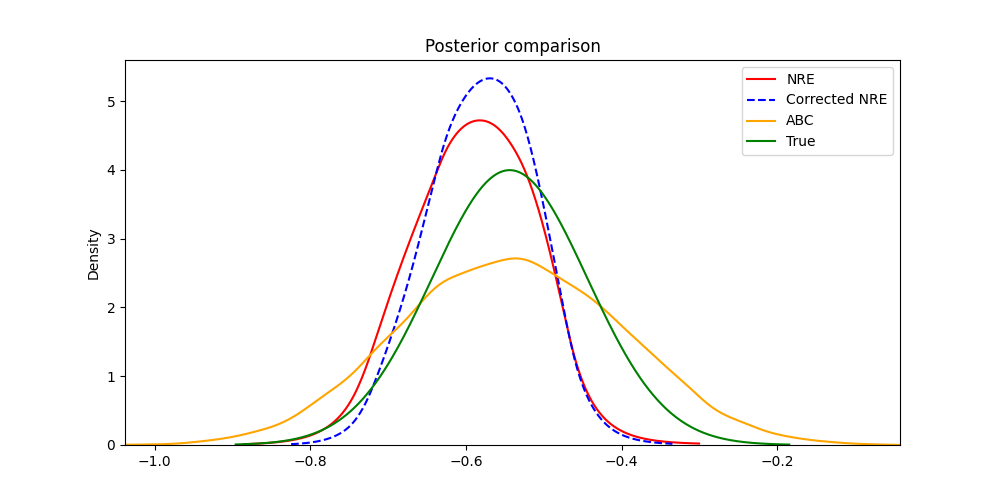 Posterior comparison
NRE
Corrected NRE
ABC
True
Density
5
4
3
2
1
0
−1.0 −0.8 −0.6 −0.4 −0.2